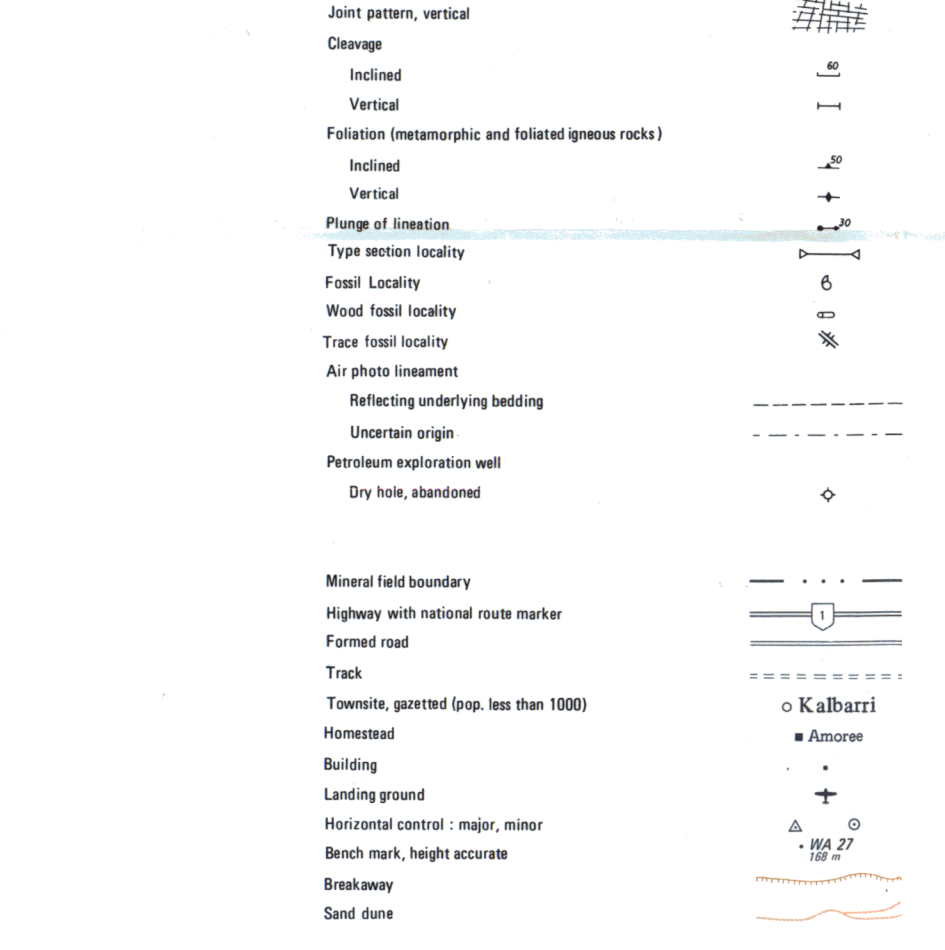 Joint pattern, vertical
Cleavage
Inclined 60
Vertical
Foliation (metamorphic and foliated igneous rocks)
Inclined 50
Vertical
Plunge of lineation 30
Type section locality
Fossil Locality
Wood fossil locality
Trace fossil locality
Air photo lineament
Reflecting underlying bedding
Uncertain origin
Petroleum exploration well
Dry hole, abandoned
Mineral field boundary
Highway with national route marker 1
Formed road
Track
Townsite, gazetted (pop. less than 1000) Kalbarri
Homestead Amoree
Building
Landing ground
Horizontal control : major, minor
Bench mark, height accurate WA 27
168 m
Breakaway
Sand dune